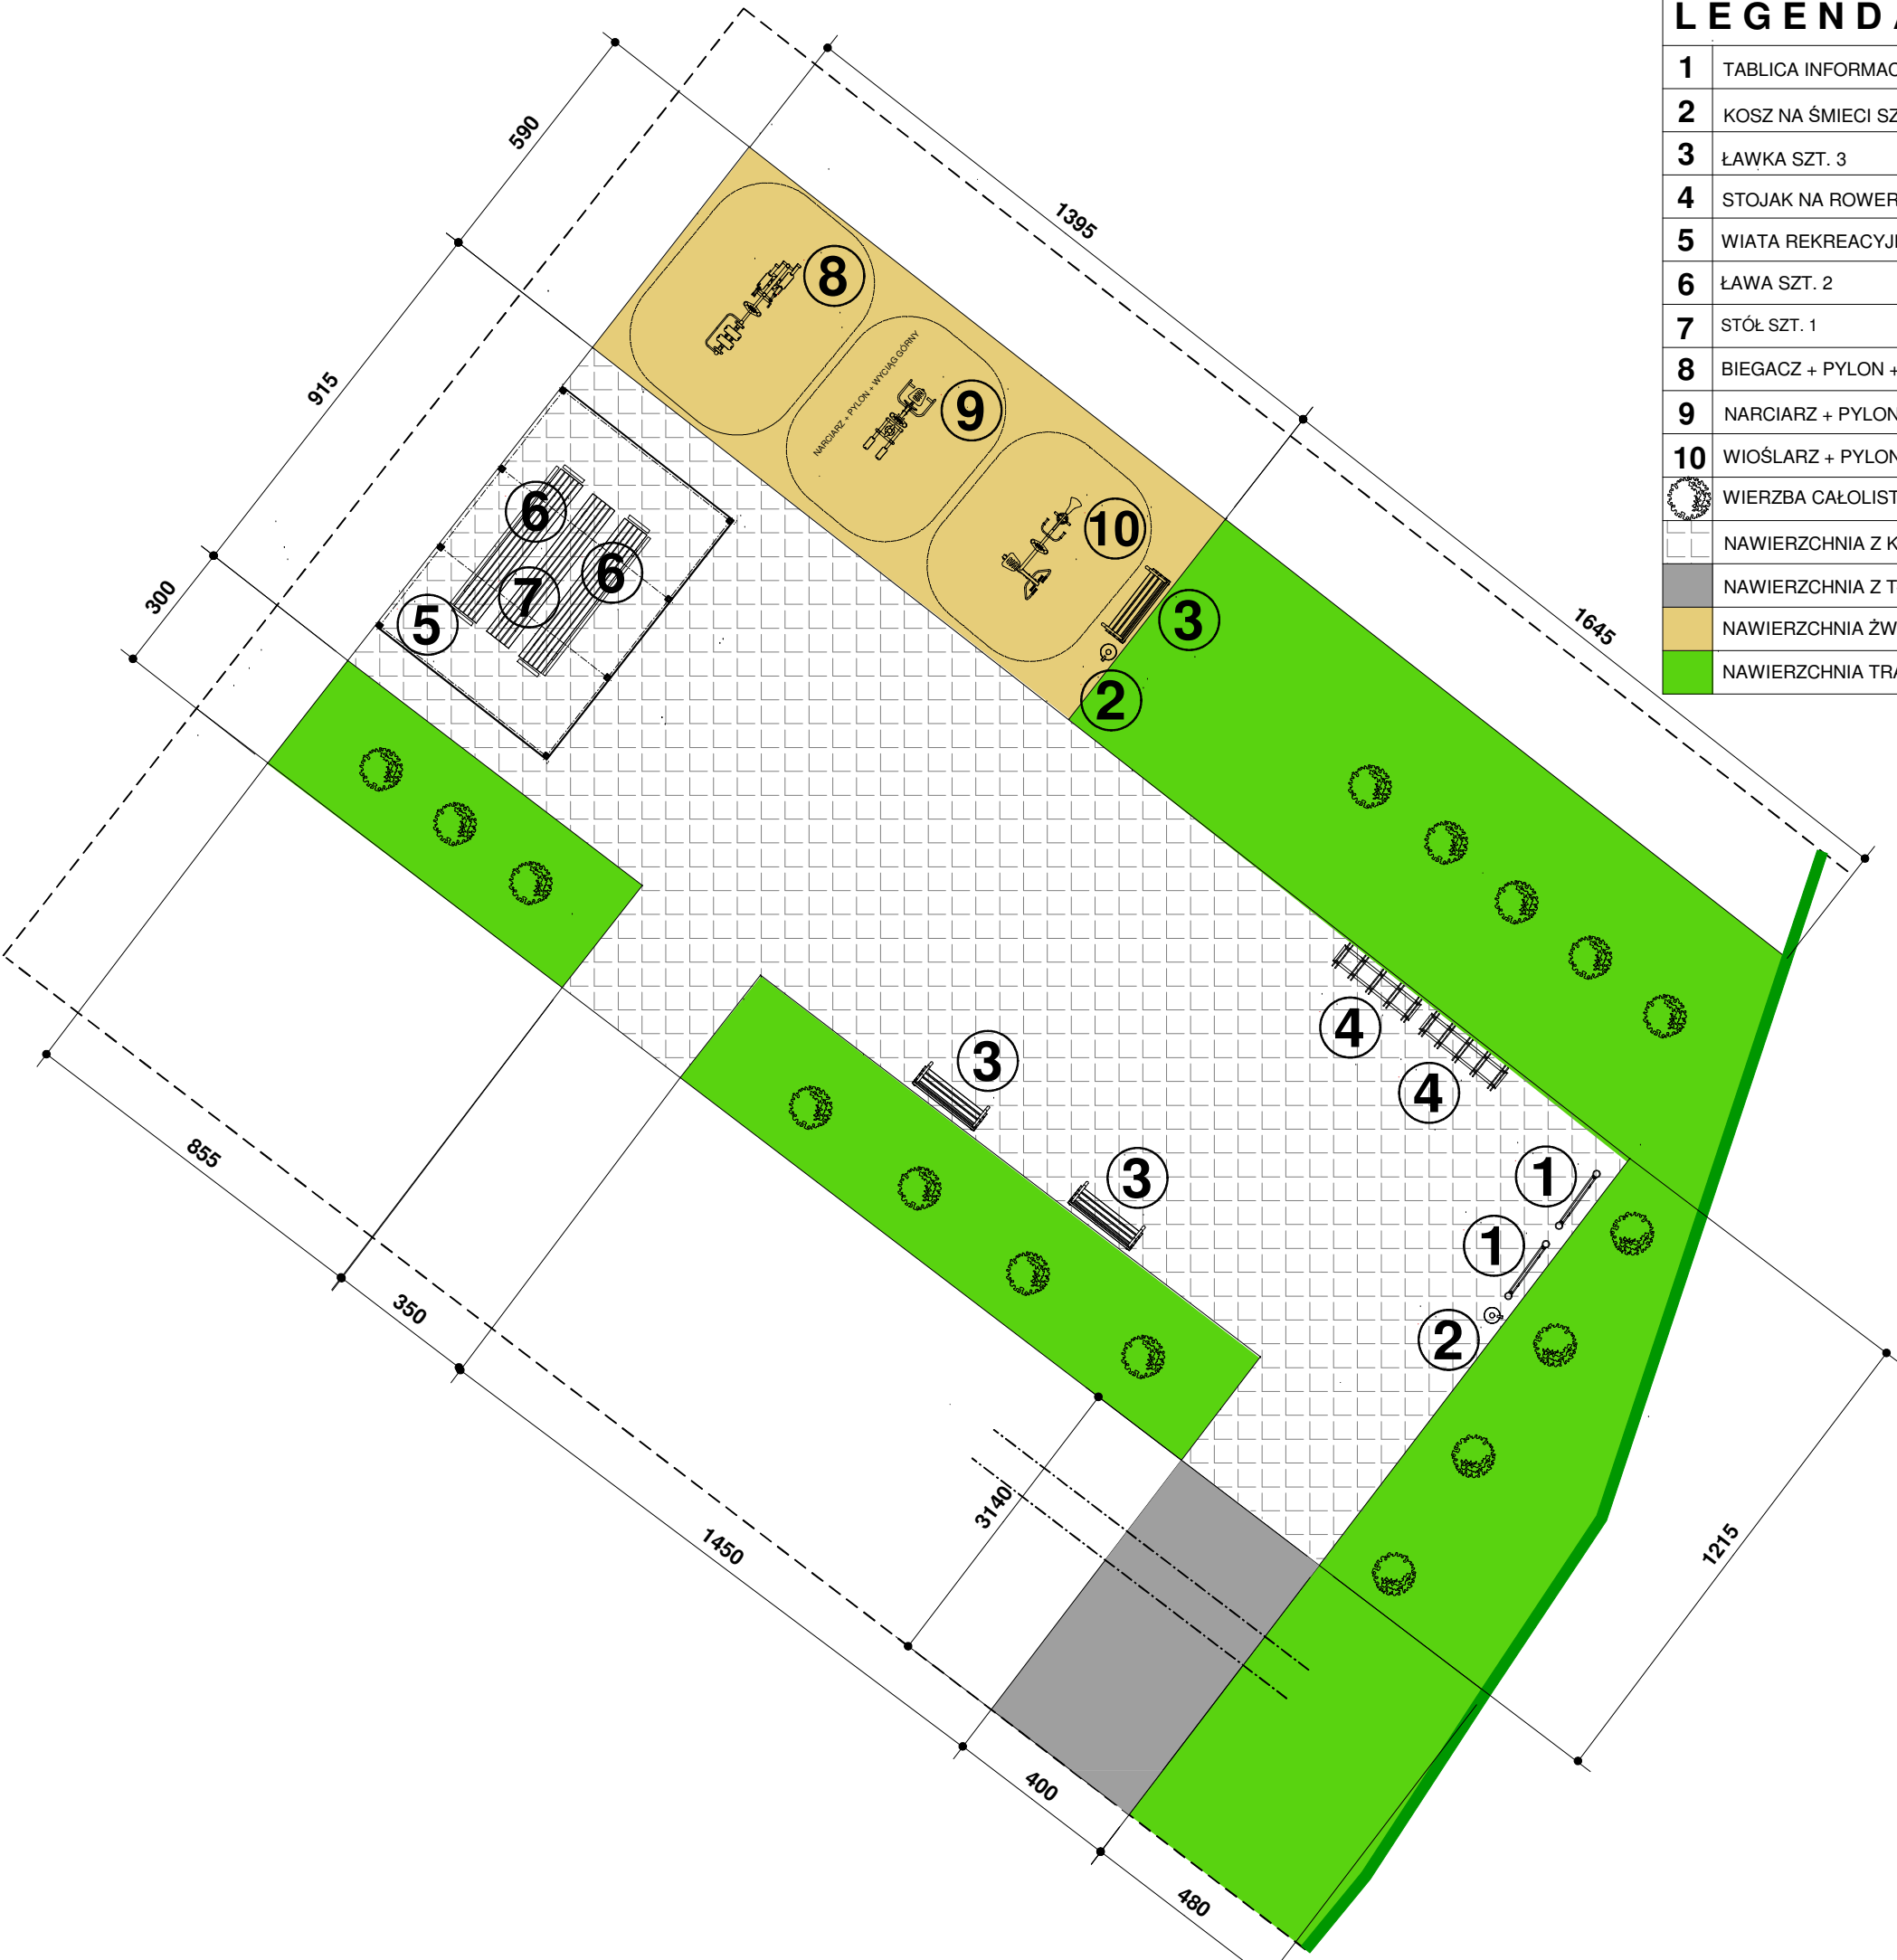 LEGENDA
1 TABLICA INFORMAC
2 KOSZ NA ŚMIECI SZ
3 ŁAWKA SZT. 3
4 STOJAK NA ROWER
5 WIATA REKREACYJ
6 ŁAWA SZT. 2
7 STÓŁ SZT. 1
8 BIEGACZ + PYLON +
9 NARCIARZ + PYLON
10 WIOŚLARZ + PYLON
WIERZBA CAŁOLIST
NAWIERZCHNIA Z K
NAWIERZCHNIA Z T
NAWIERZCHNIA ŻW
NAWIERZCHNIA TRA
590
1395
915
300
1645
8
NARCIARZ + PYLON + WYCIĄG GÓRNY
9
10
6
6
7
5
3
2
4
4
3
3
1
1
2
855
350
1450
3140
400
480
1215